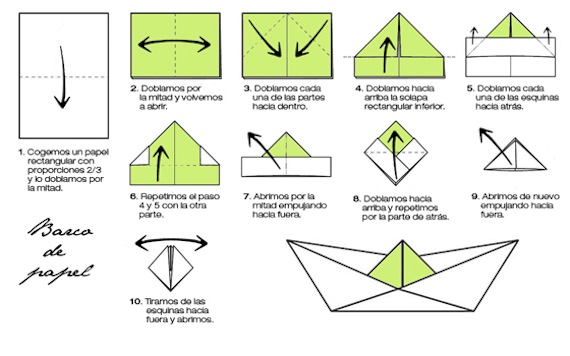 1. Cogemos un papel
rectangular con
proporciones 2/3
y lo doblamos por
la mitad.
2. Doblamos por
la mitad y volvemos
a abrir.
3. Doblamos cada
una de las partes
hacia dentro.
4. Doblamos hacia
arriba la solapa
rectangular inferior.
5. Doblamos cada
una de las esquinas
hacia atrás.
6. Repetimos el paso
4 y 5 con la otra
parte.
7. Abrimos por la
mitad empujando
hacia fuera.
8. Doblamos hacia
arriba y repetimos
por la parte de atrás.
9. Abrimos de nuevo
empujando hacia
fuera.
Barco
de
papel
10. Tiramos de las
esquinas hacia
fuera y abrimos.